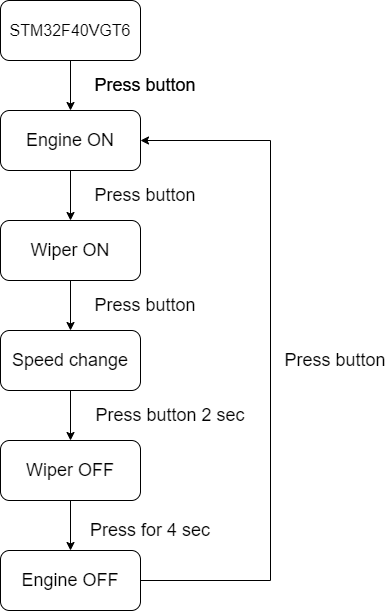 STM32F40VGT6
Press button
Engine ON
Press button
Wiper ON
Press button
Speed change
Press button
Press button 2 sec
Wiper OFF
Press for 4 sec
Engine OFF